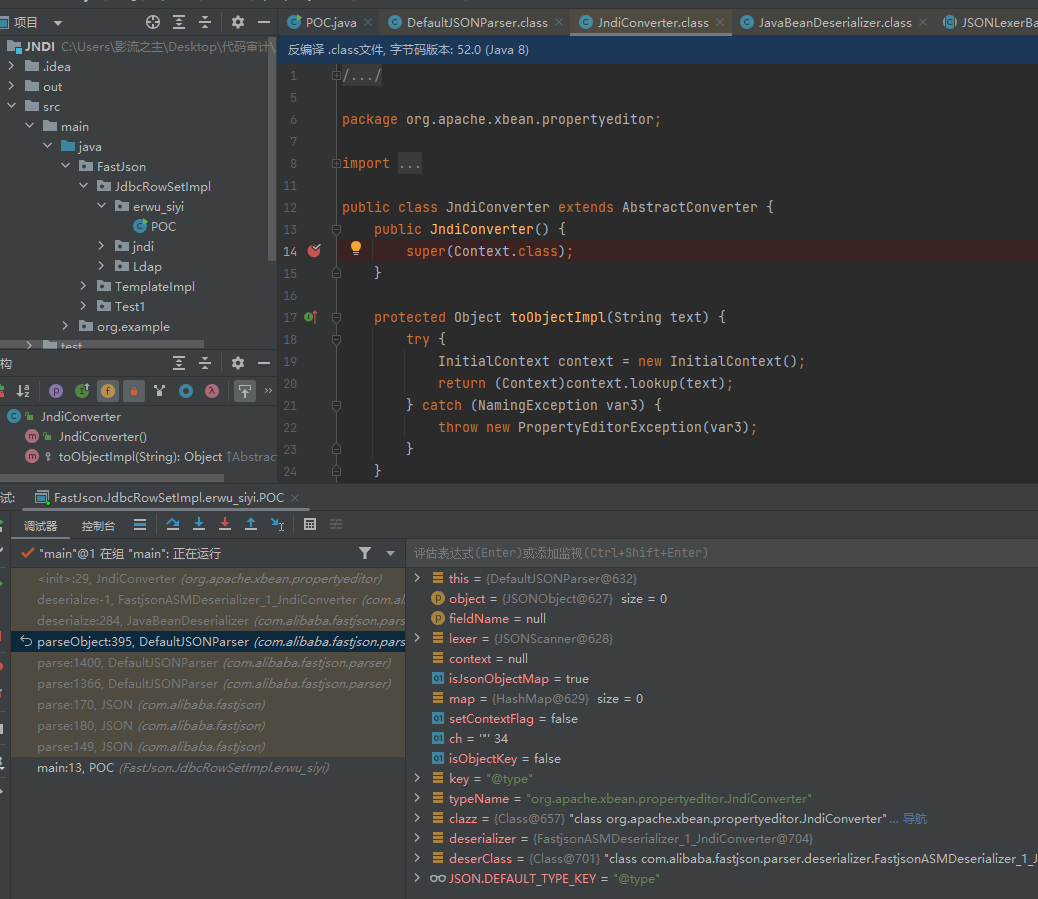 项目
POC.java
DefaultJSONParser.class
JndiConverter.class
JavaBeanDeserializer.class
JSONLexerBa
JNDI C:\Users\影流之主\Desktop\代码审计\
.idea
out
src
main
java
FastJson
JdbcRowSetImpl
erwu_siyi
POC
jndi
Ldap
TemplateImpl
Test1
org.example
test
反编译 .class文件, 字节码版本: 52.0 (Java 8)
1 /.../
5
6 package org.apache.xbean.propertyeditor;
7
8 import ...
11
12 public class JndiConverter extends AbstractConverter {
13 public JndiConverter() {
14 super(Context.class);
15 }
16
17 protected Object toObjectImpl(String text) {
18 try {
19 InitialContext context = new InitialContext();
20 return (Context)context.lookup(text);
21 } catch (NamingException var3) {
22 throw new PropertyEditorException(var3);
23 }
24 }
构
JndiConverter
JndiConverter()
toObjectImpl(String): Object ↑Abstrac
试:
FastJson.JdbcRowSetImpl.erwu_siyi.POC
调试器
控制台
"main"@1 在组 "main": 正在运行
<init>:29, JndiConverter (org.apache.xbean.propertyeditor)
deserialze:-1, FastjsonASMDeserializer_1_JndiConverter (com.al
deserialze:284, JavaBeanDeserializer (com.alibaba.fastjson.pars
parseObject:395, DefaultJSONParser (com.alibaba.fastjson.pars
parse:1400, DefaultJSONParser (com.alibaba.fastjson.parser)
parse:1366, DefaultJSONParser (com.alibaba.fastjson.parser)
parse:170, JSON (com.alibaba.fastjson)
parse:180, JSON (com.alibaba.fastjson)
parse:149, JSON (com.alibaba.fastjson)
main:13, POC (FastJson.JdbcRowSetImpl.erwu_siyi)
评估表达式(Enter)或添加监视(Ctrl+Shift+Enter)
this = {DefaultJSONParser@632}
object = {JSONObject@627} size = 0
fieldName = null
lexer = {JSONScanner@628}
context = null
isJsonObjectMap = true
map = {HashMap@629} size = 0
setContextFlag = false
ch = '"' 34
isObjectKey = false
key = "@type"
typeName = "org.apache.xbean.propertyeditor.JndiConverter"
clazz = {Class@657} "class org.apache.xbean.propertyeditor.JndiConverter"... 导航
deserializer = {FastjsonASMDeserializer_1_JndiConverter@704}
deserClass = {Class@701} "class com.alibaba.fastjson.parser.deserializer.FastjsonASMDeserializer_1_J
JSON.DEFAULT_TYPE_KEY = "@type"